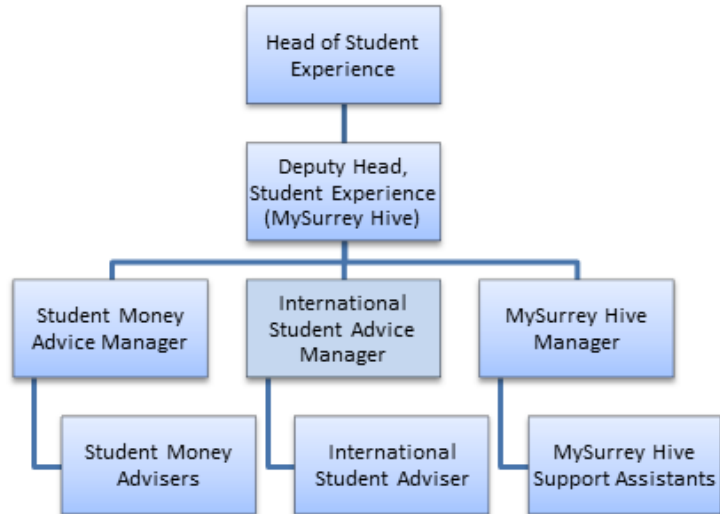 Head of Student
Experience
Deputy Head,
Student Experience
(MySurrey Hive)
Student Money
Advice Manager
International
Student Advice
Manager
MySurrey Hive
Manager
Student Money
Advisers
International
Student Adviser
MySurrey Hive
Support Assistants